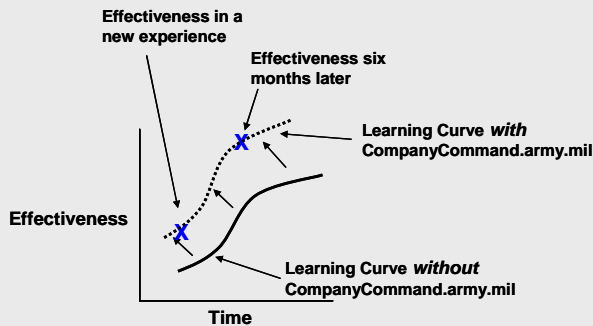 Effectiveness in a
new experience
Effectiveness six
months later
X
Learning Curve with
CompanyCommand.army.mil
Effectiveness
X
Learning Curve without
CompanyCommand.army.mil
Time